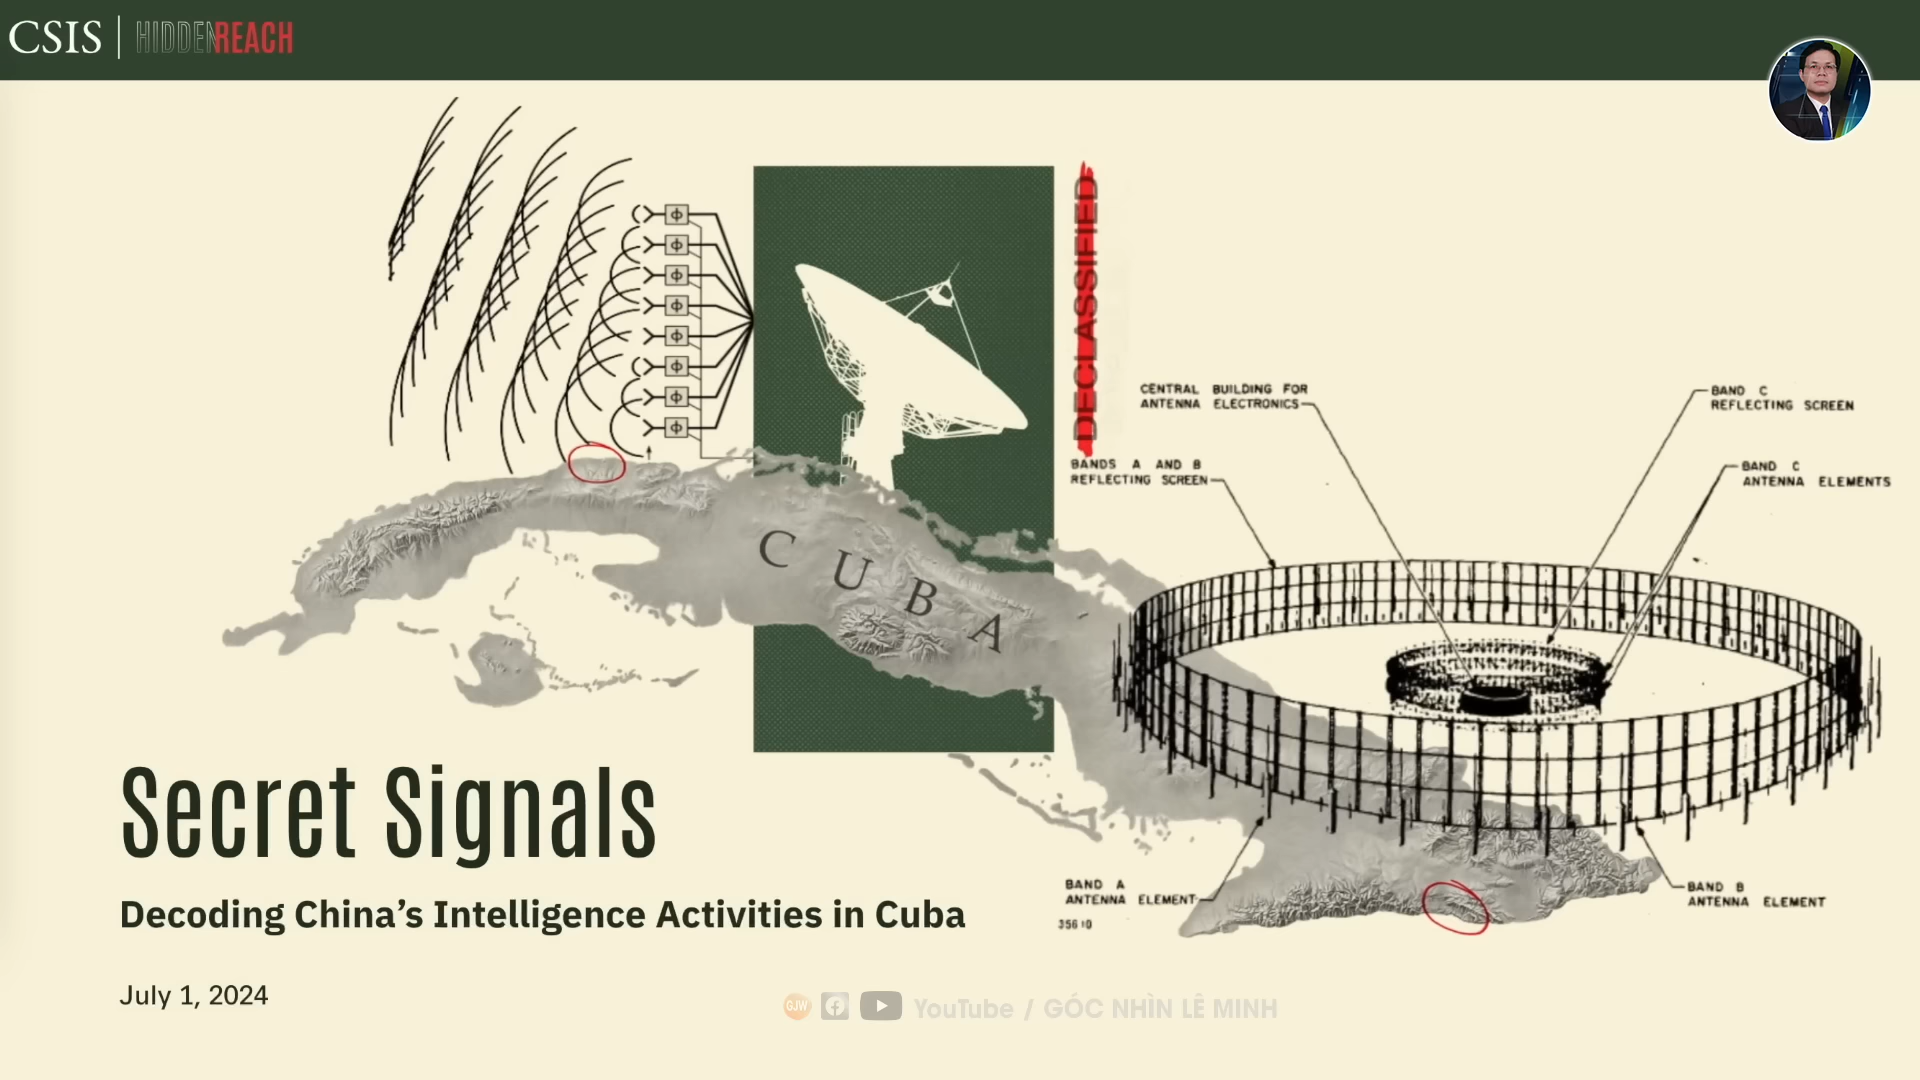 CSIS | HIDDENREACH
DECLASSIFIED
CENTRAL BUILDING FOR
ANTENNA ELECTRONICS
BAND C
REFLECTING SCREEN
BANDS A AND B
REFLECTING SCREEN
BAND C
ANTENNA ELEMENTS
Φ
Φ
Φ
Φ
Φ
Φ
Φ
Φ
CUBA
Secret Signals
Decoding China’s Intelligence Activities in Cuba
July 1, 2024
BAND A
ANTENNA ELEMENT
35610
BAND B
ANTENNA ELEMENT
GJW YouTube / GÓC NHÌN LÊ MINH